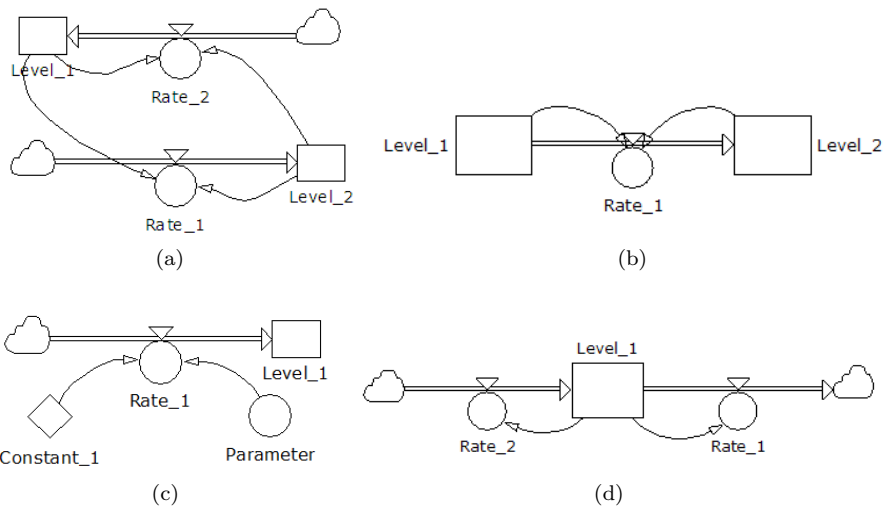 Level_1
Rate_2
Level_2
Rate_1
(a)
Level_1
Level_2
Rate_1
(b)
Level_1
Rate_1
Constant_1
Parameter
(c)
Level_1
Rate_2
Rate_1
(d)